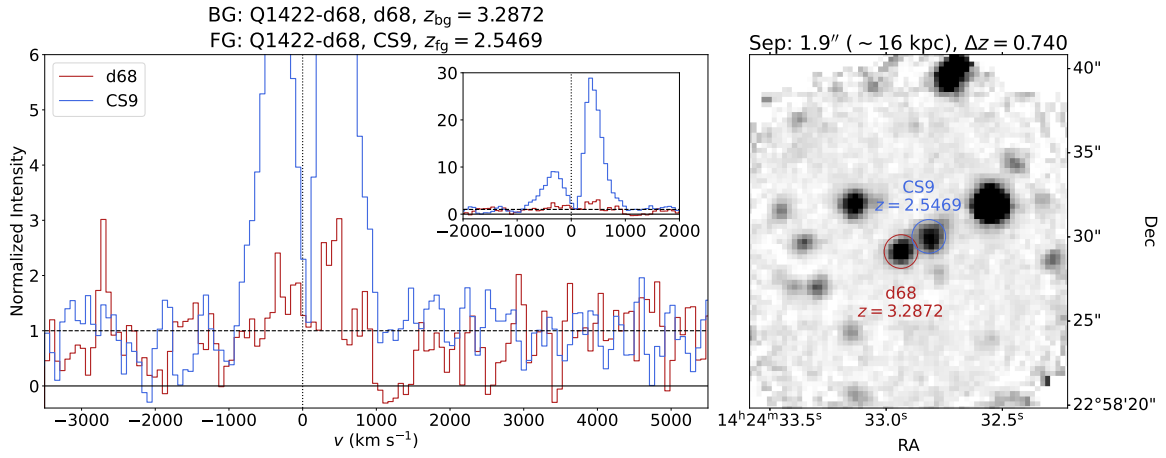 BG: Q1422-d68, d68, z_bg = 3.2872
FG: Q1422-d68, CS9, z_fg = 2.5469
Sep: 1.9″ (∼ 16 kpc), Δz = 0.740
d68
CS9
Normalized Intensity
6
5
4
3
2
1
0
−3000 −2000 −1000 0 1000 2000 3000 4000 5000
v (km s⁻¹)
30
20
10
0
−2000 −1000 0 1000 2000
CS9
z = 2.5469
d68
z = 3.2872
40"
35"
30"
25"
22°58'20"
Dec
14ʰ24ᵐ33.5ˢ 33.0ˢ 32.5ˢ
RA